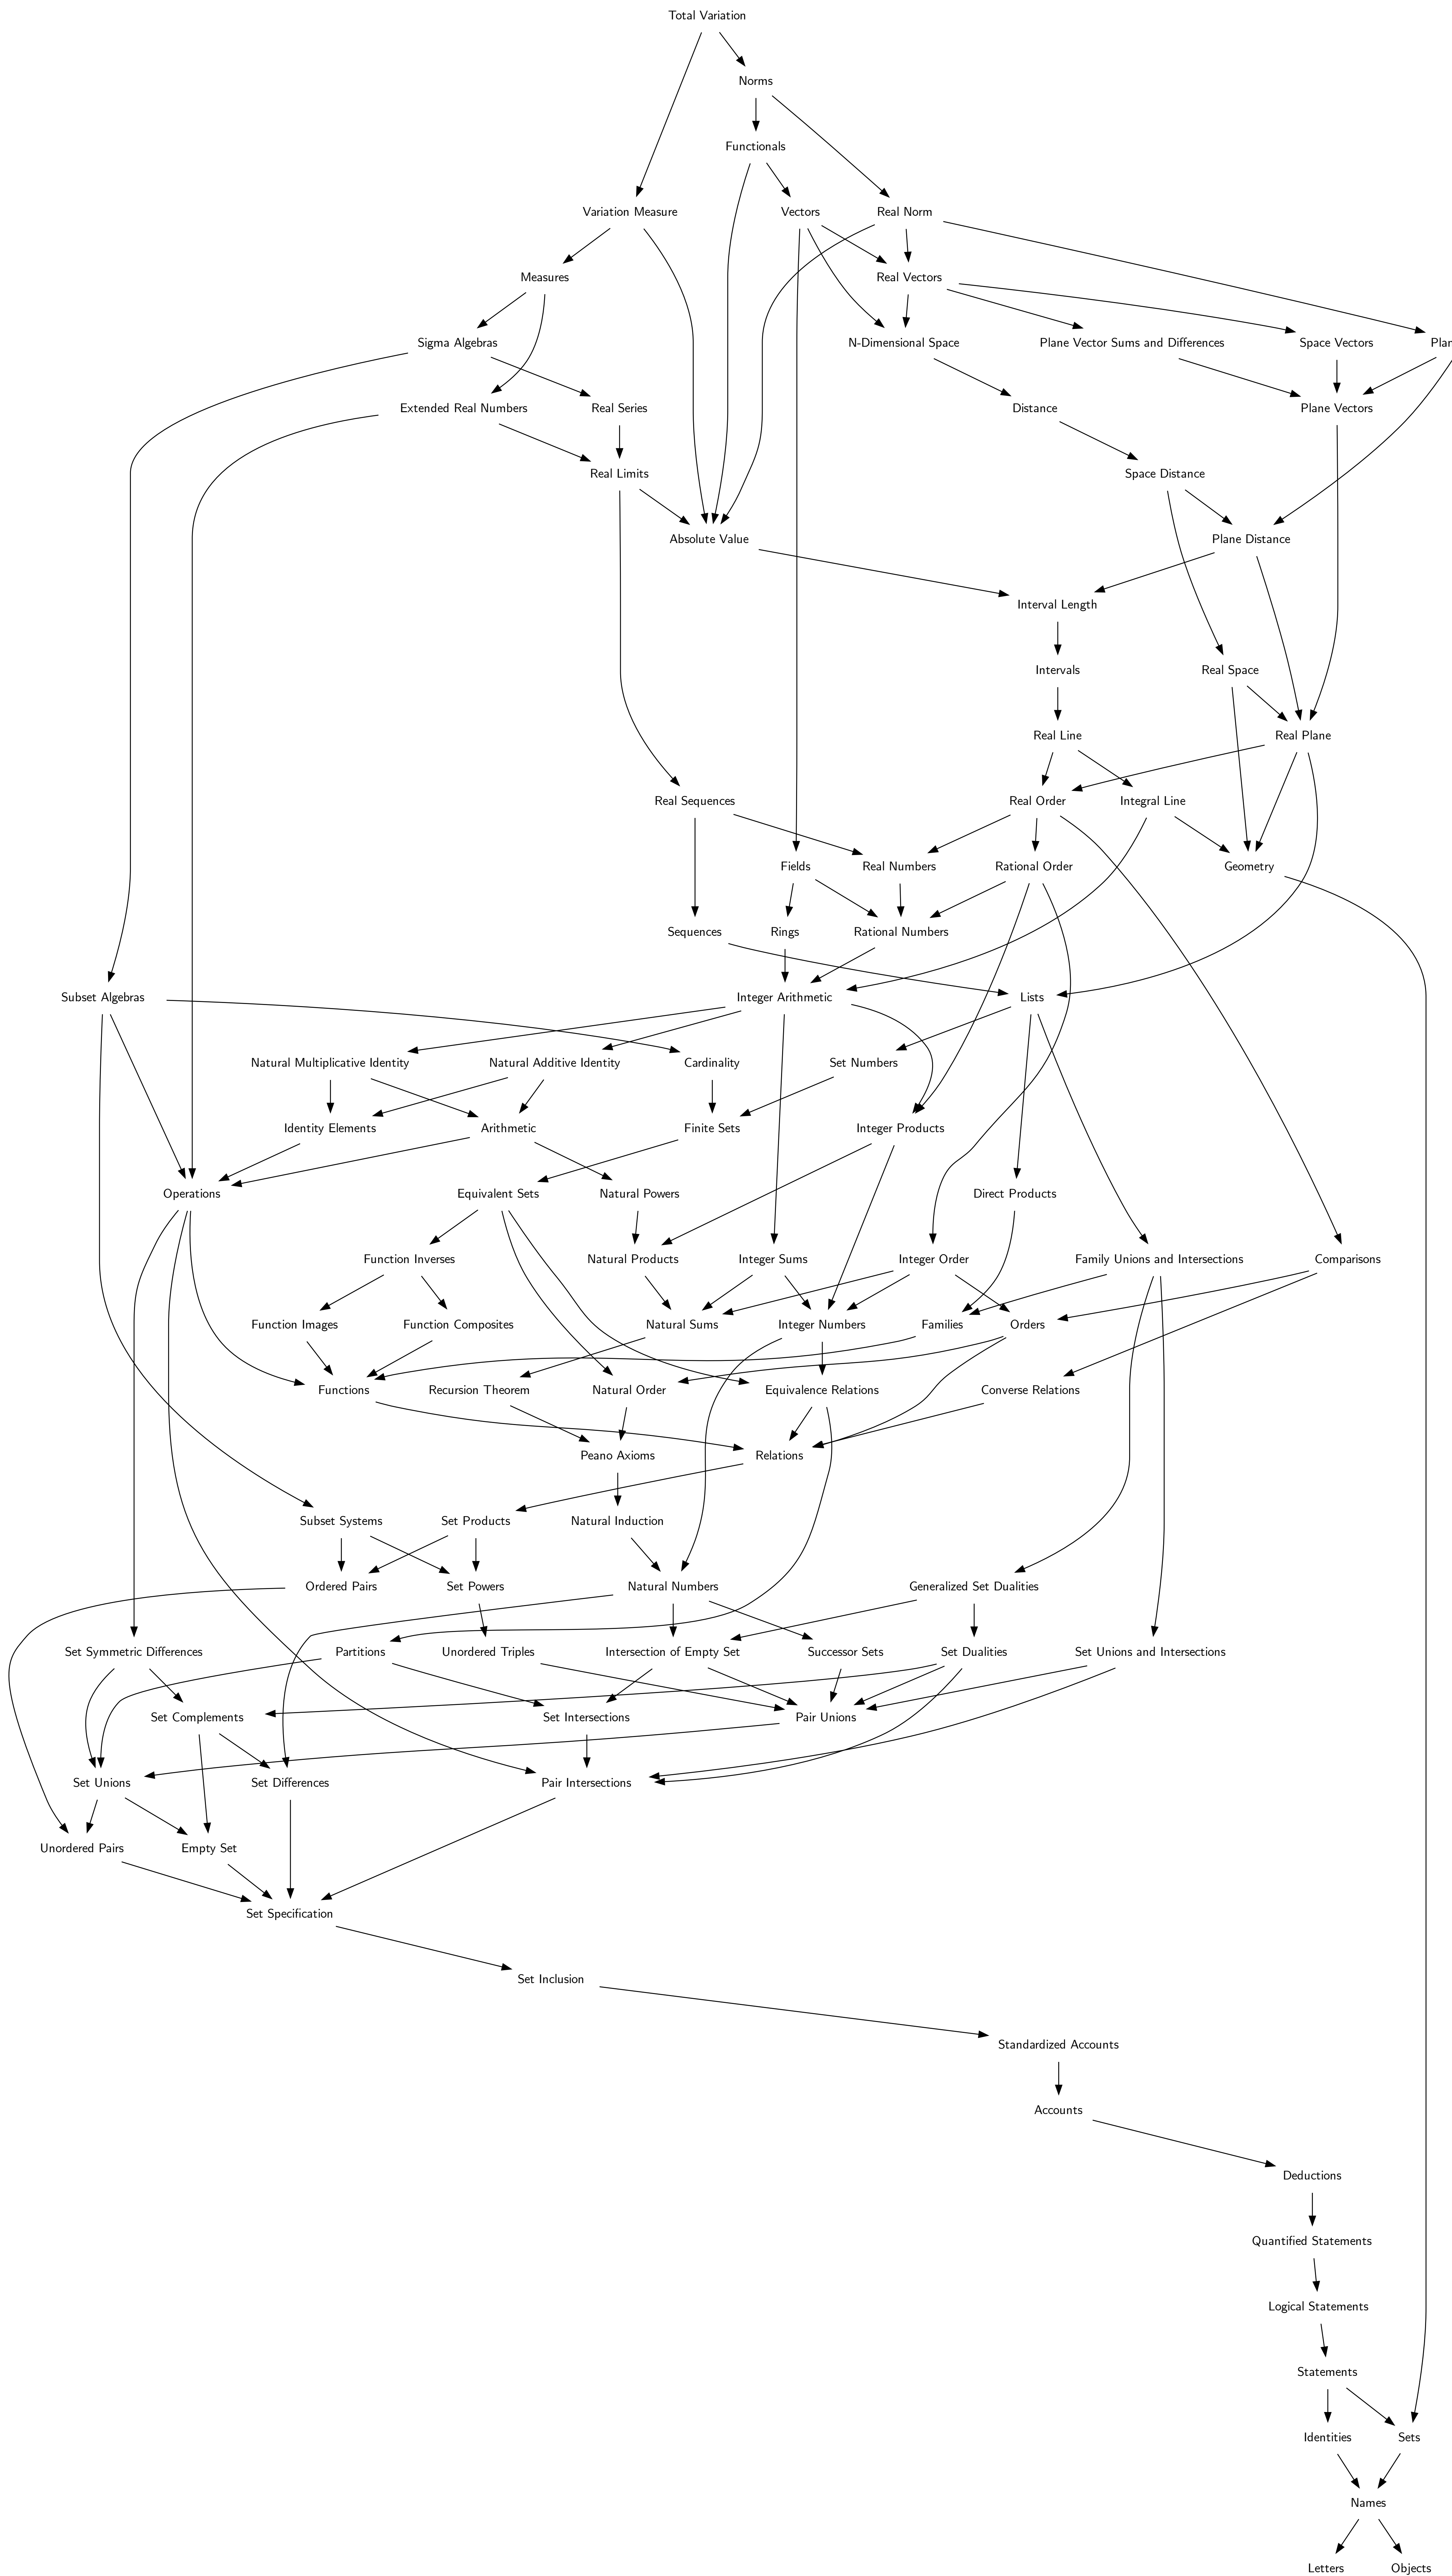 Total Variation
Norms
Functionals
Variation Measure
Vectors
Real Norm
Measures
Real Vectors
Sigma Algebras
N-Dimensional Space
Plane Vector Sums and Differences
Space Vectors
Extended Real Numbers
Real Series
Distance
Plane Vectors
Real Limits
Space Distance
Absolute Value
Plane Distance
Interval Length
Intervals
Real Space
Real Line
Real Plane
Real Sequences
Real Order
Integral Line
Fields
Real Numbers
Rational Order
Geometry
Sequences
Rings
Rational Numbers
Subset Algebras
Integer Arithmetic
Lists
Natural Multiplicative Identity
Natural Additive Identity
Cardinality
Set Numbers
Identity Elements
Arithmetic
Finite Sets
Integer Products
Operations
Equivalent Sets
Natural Powers
Direct Products
Function Inverses
Natural Products
Integer Sums
Integer Order
Family Unions and Intersections
Comparisons
Function Images
Function Composites
Natural Sums
Integer Numbers
Families
Orders
Functions
Recursion Theorem
Natural Order
Equivalence Relations
Converse Relations
Peano Axioms
Relations
Subset Systems
Set Products
Natural Induction
Ordered Pairs
Set Powers
Natural Numbers
Generalized Set Dualities
Set Symmetric Differences
Partitions
Unordered Triples
Intersection of Empty Set
Successor Sets
Set Dualities
Set Unions and Intersections
Set Complements
Set Intersections
Pair Unions
Set Unions
Set Differences
Pair Intersections
Unordered Pairs
Empty Set
Set Specification
Set Inclusion
Standardized Accounts
Accounts
Deductions
Quantified Statements
Logical Statements
Statements
Identities
Sets
Names
Letters
Objects